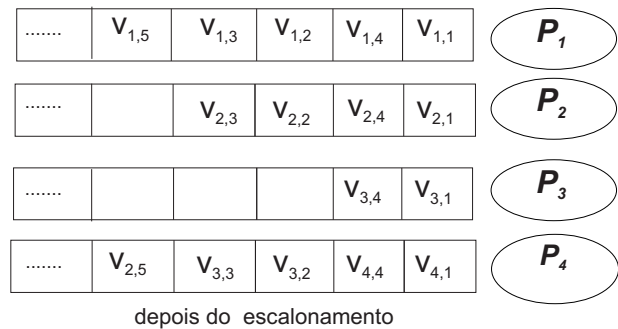 ....... V1,5 V1,3 V1,2 V1,4 V1,1 P1
....... V2,3 V2,2 V2,4 V2,1 P2
....... V3,4 V3,1 P3
....... V2,5 V3,3 V3,2 V4,4 V4,1 P4
depois do escalonamento